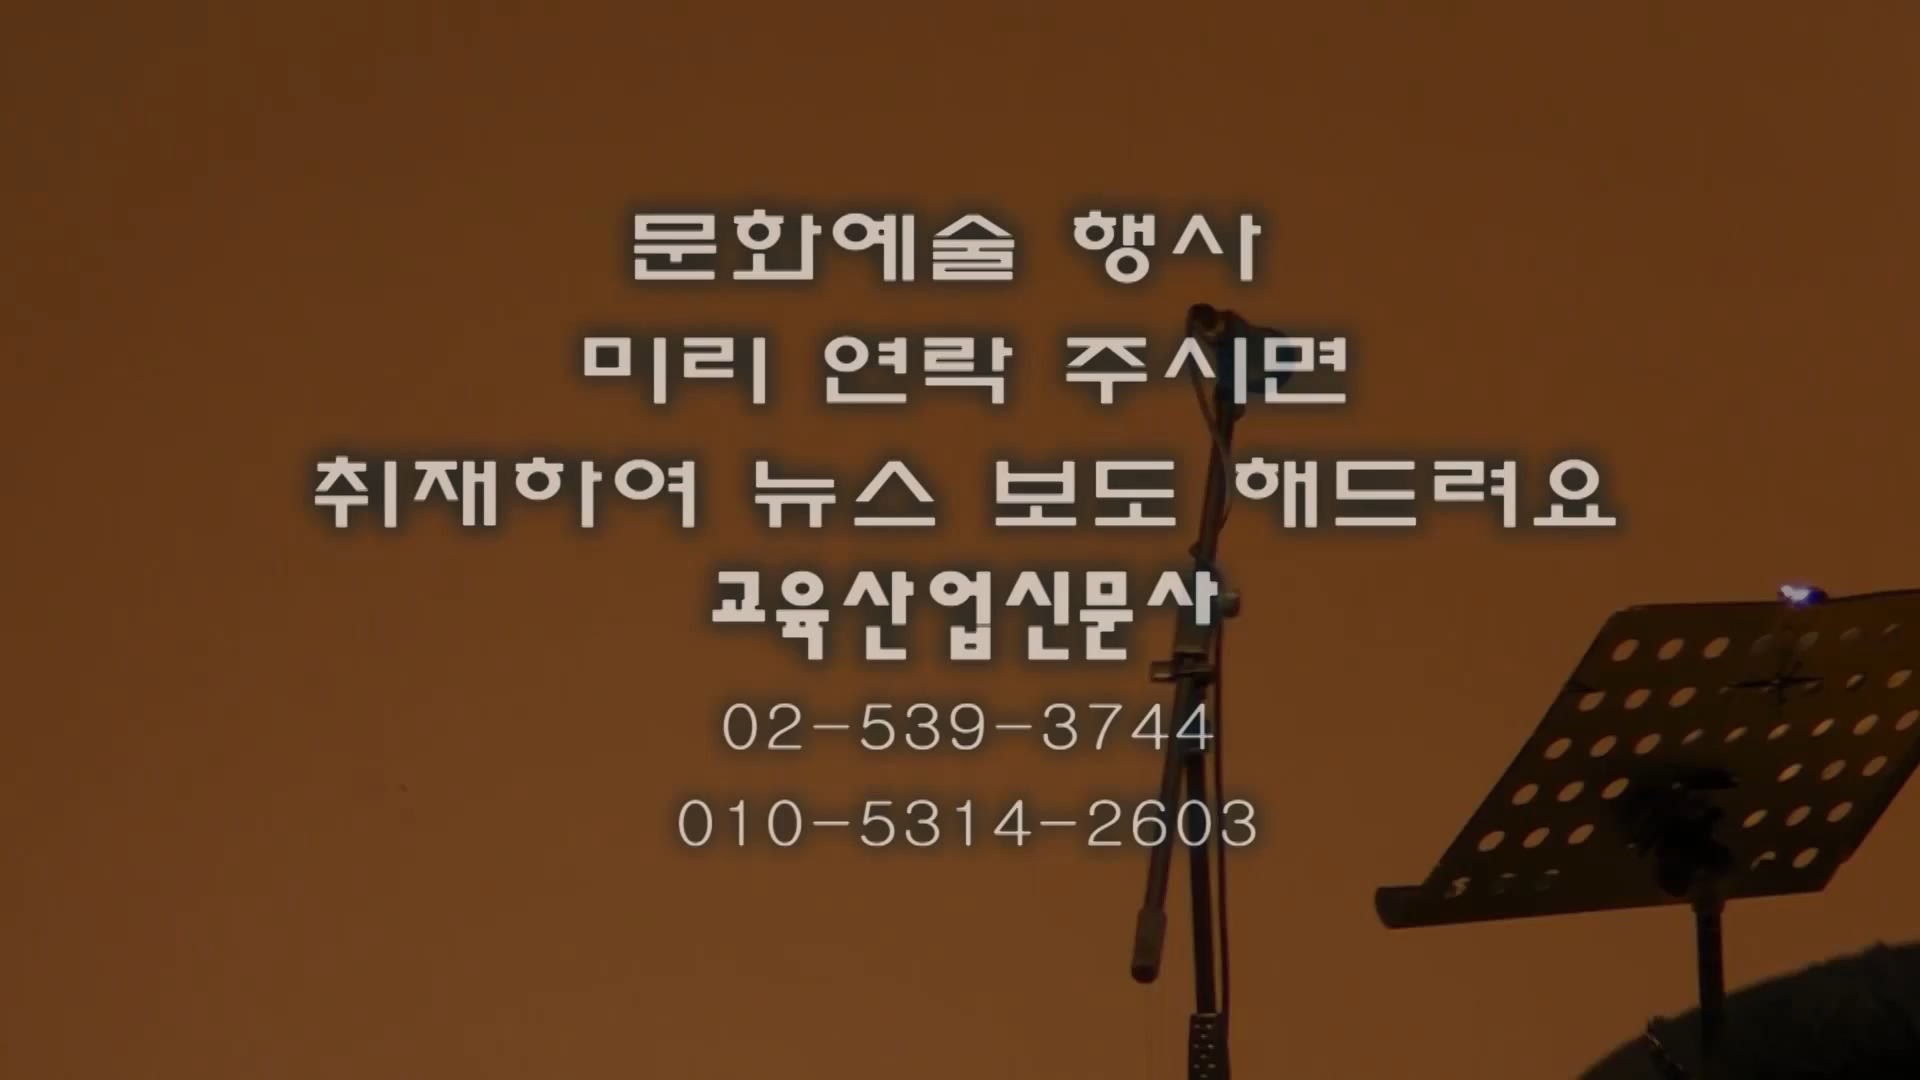 문화예술 행사
미리 연락 주시면
취재하여 뉴스 보도 해드려요
교육산업신문사
02-539-3744
010-5314-2603